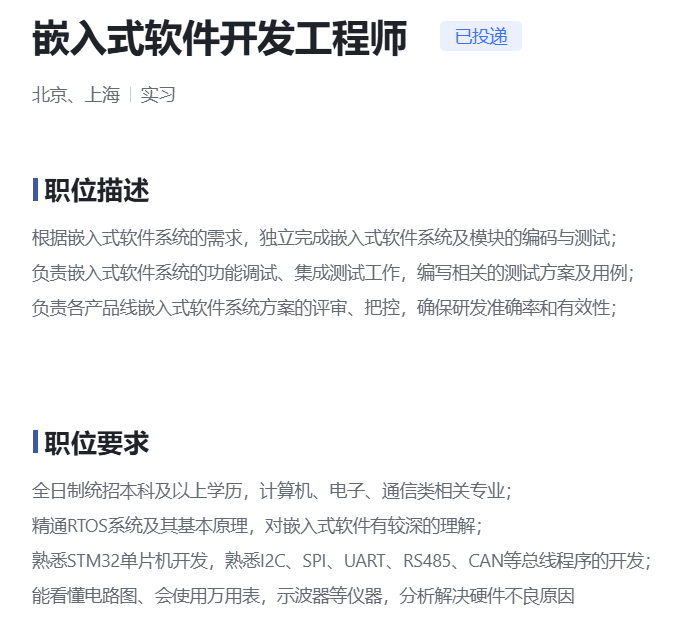 嵌入式软件开发工程师 已投递
北京、上海 | 实习
职位描述
根据嵌入式软件系统的需求，独立完成嵌入式软件系统及模块的编码与测试；
负责嵌入式软件系统的功能调试、集成测试工作，编写相关的测试方案及用例；
负责各产品线嵌入式软件系统方案的评审、把控，确保研发准确率和有效性；
职位要求
全日制统招本科及以上学历，计算机、电子、通信类相关专业；
精通RTOS系统及其基本原理，对嵌入式软件有较深的理解；
熟悉STM32单片机开发，熟悉I2C、SPI、UART、RS485、CAN等总线程序的开发；
能看懂电路图、会使用万用表，示波器等仪器，分析解决硬件不良原因